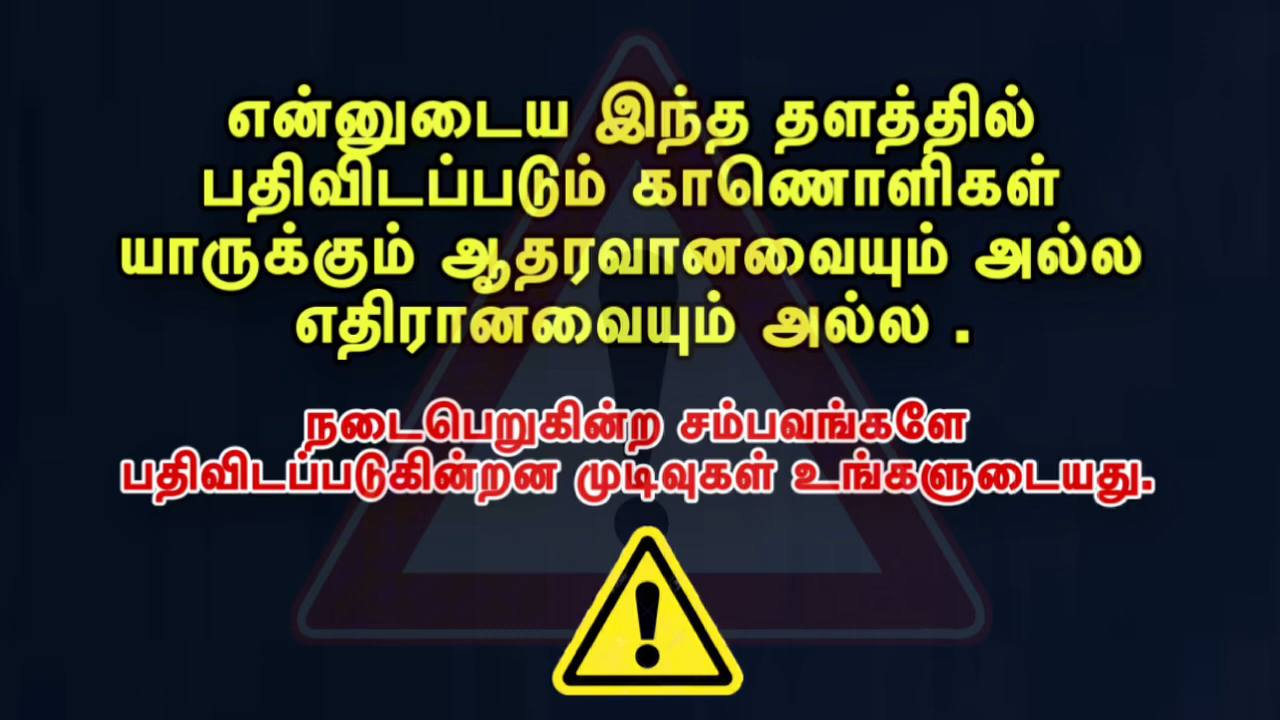 என்னுடைய இந்த தளத்தில்
பதிவிடப்படும் காணொளிகள்
யாருக்கும் ஆதரவானவையும் அல்ல
எதிரானவையும் அல்ல .
நடைபெறுகின்ற சம்பவங்களே
பதிவிடப்படுகின்றன முடிவுகள் உங்களுடையது.